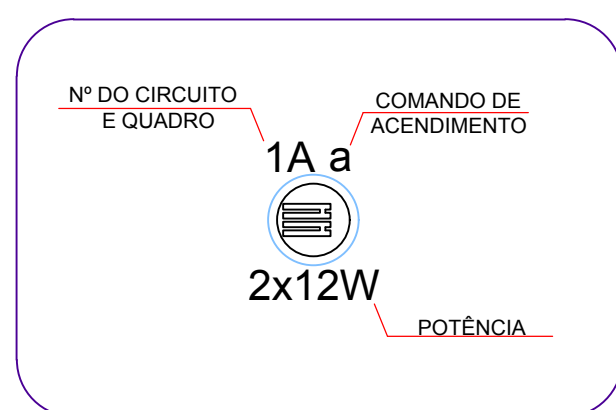 Nº DO CIRCUITO
E QUADRO
COMANDO DE
ACENDIMENTO
1A a
2x12W
POTÊNCIA